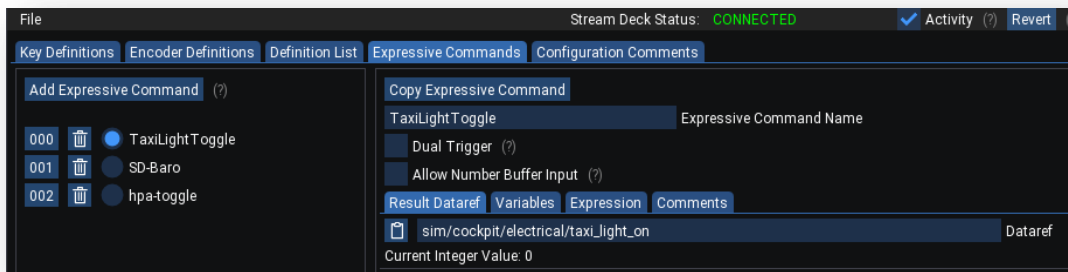 File Stream Deck Status: CONNECTED Activity (?) Revert
Key Definitions Encoder Definitions Definition List Expressive Commands Configuration Comments
Add Expressive Command (?)
000 TaxiLightToggle
001 SD-Baro
002 hpa-toggle
Copy Expressive Command
TaxiLightToggle Expressive Command Name
Dual Trigger (?)
Allow Number Buffer Input (?)
Result Dataref Variables Expression Comments
sim/cockpit/electrical/taxi_light_on Dataref
Current Integer Value: 0